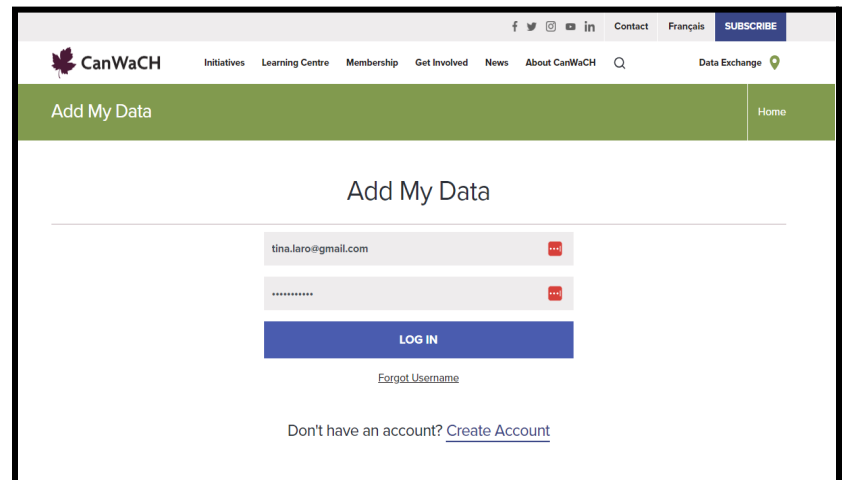 Contact Français SUBSCRIBE
CanWaCH Initiatives Learning Centre Membership Get Involved News About CanWaCH Data Exchange
Add My Data Home
Add My Data
tina.laro@gmail.com
•••••••••••
LOG IN
Forgot Username
Don't have an account? Create Account